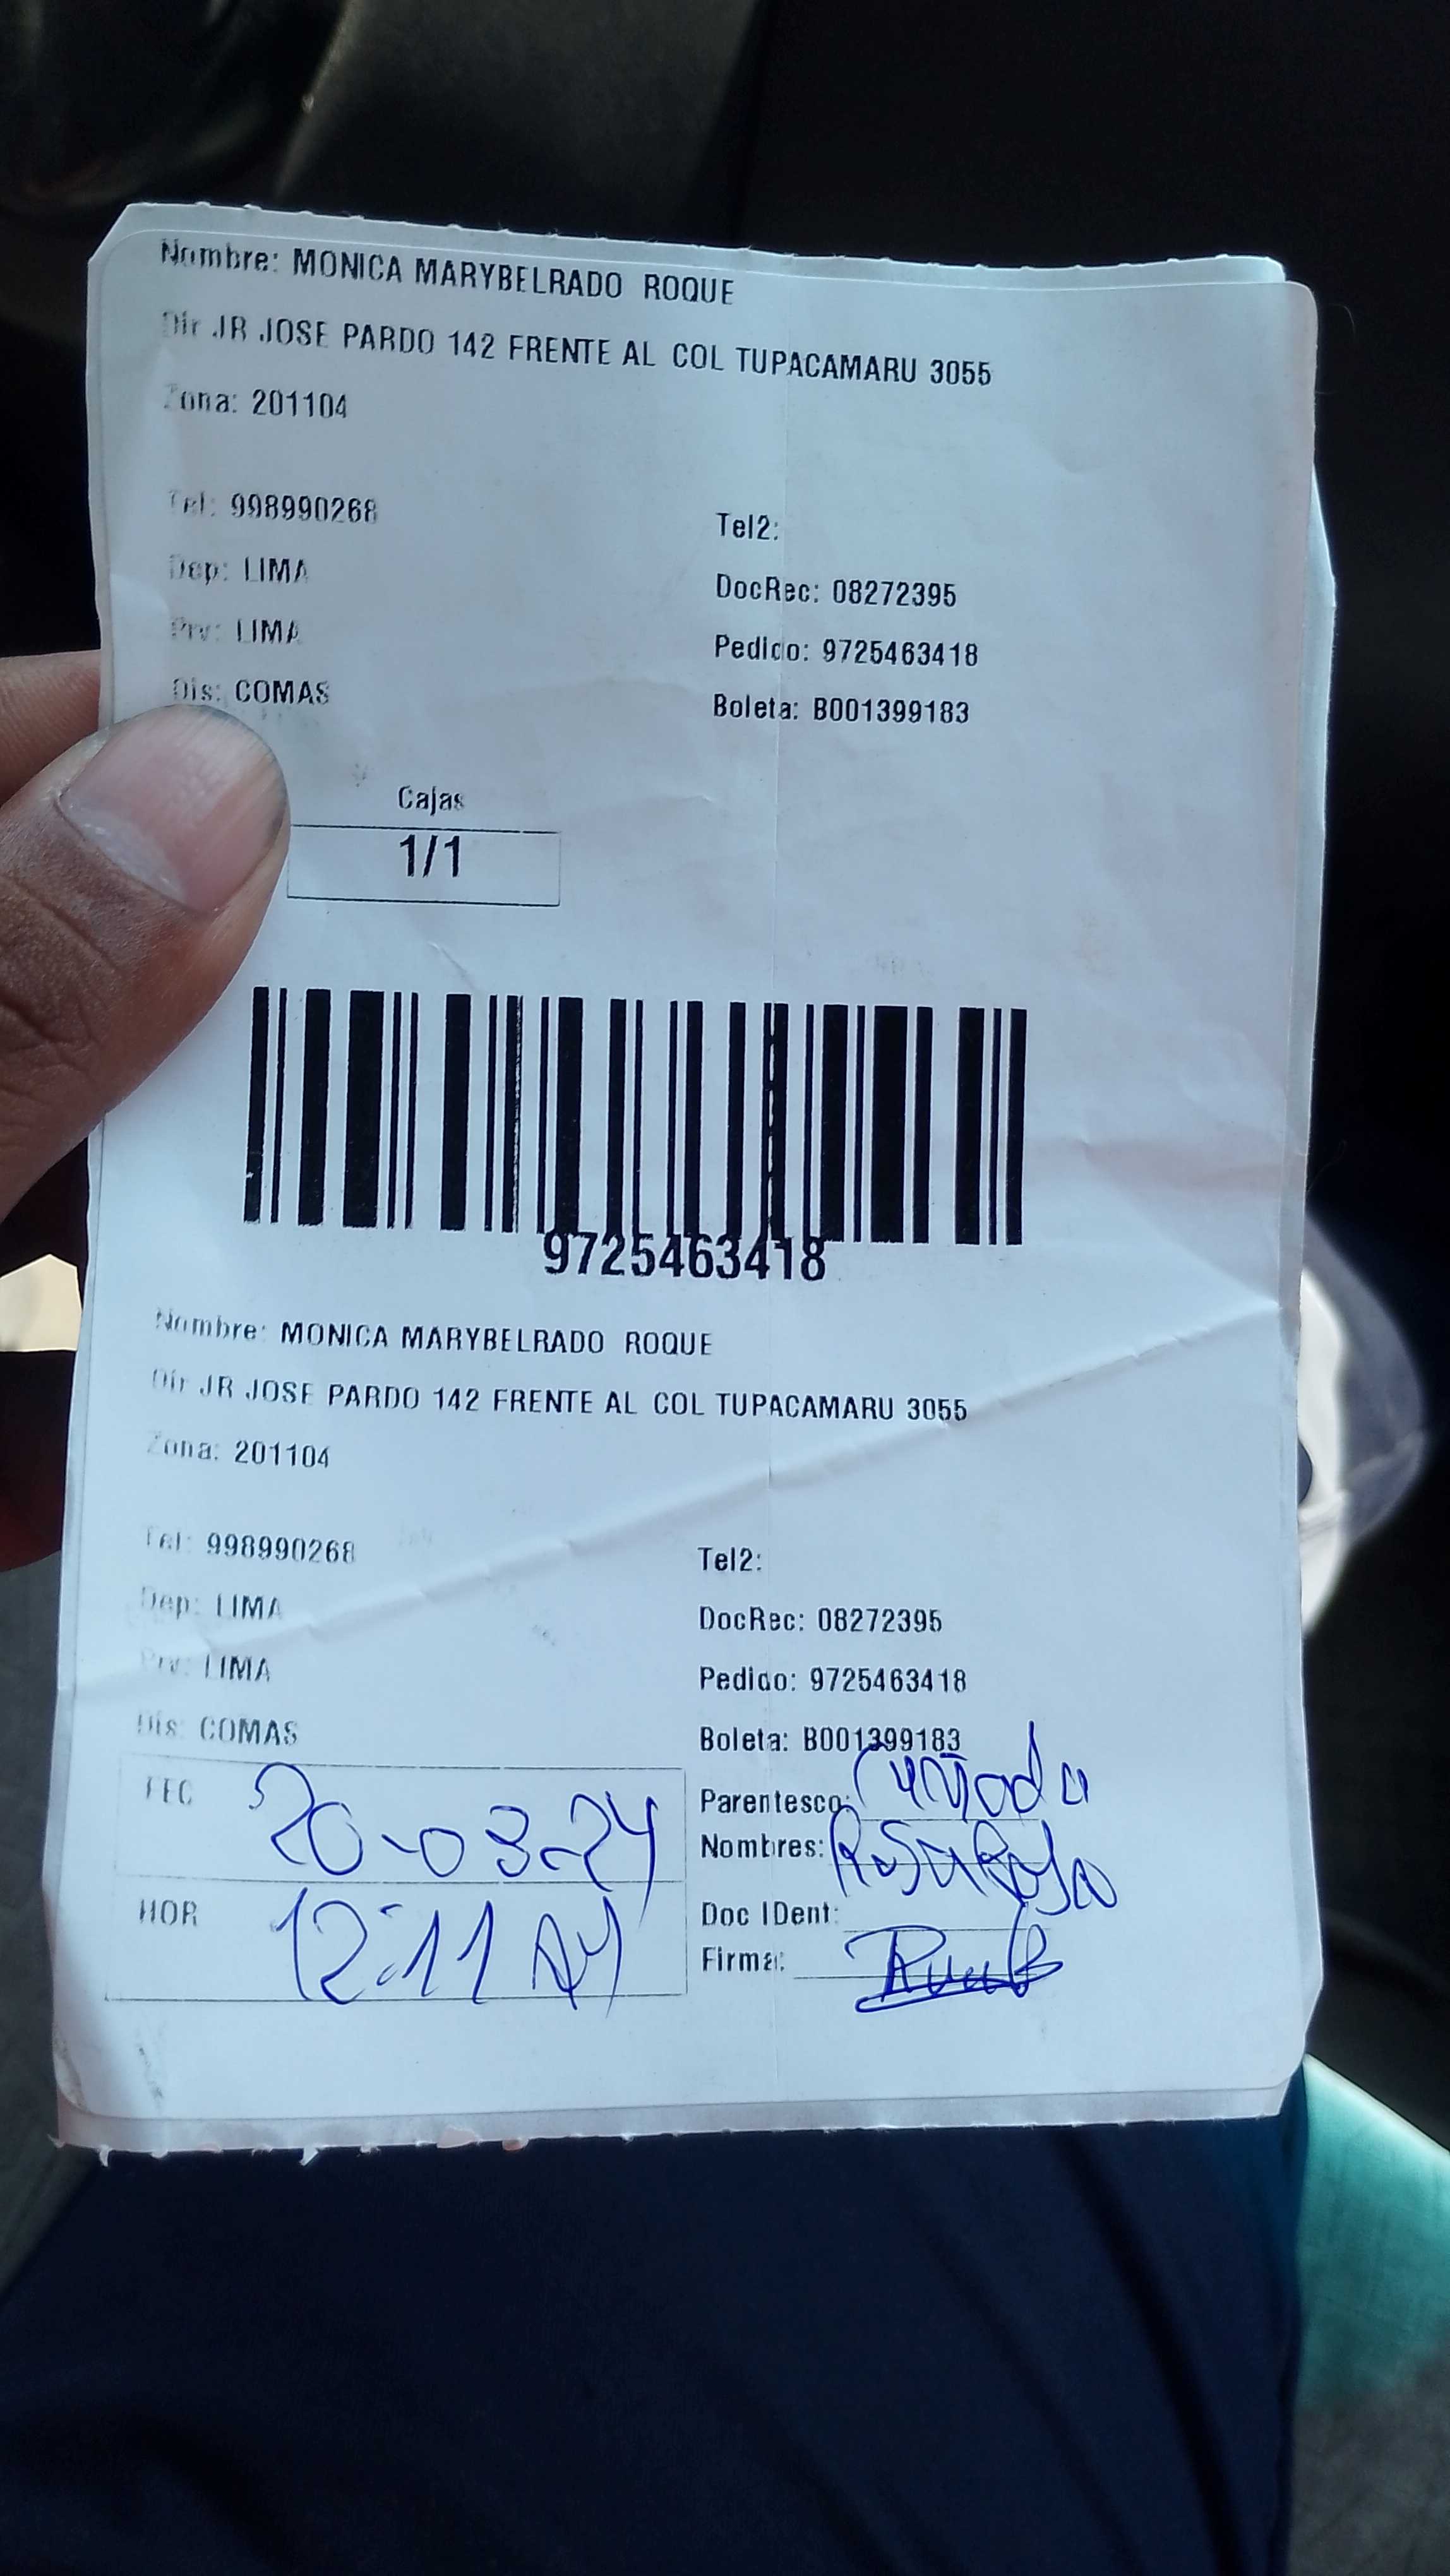 Nombre: MONICA MARYBELRADO ROQUE
Dir JR JOSE PARDO 142 FRENTE AL COL TUPACAMARU 3055
Zona: 201104
Tel: 998990268
Tel2:
Dep: LIMA
DocRec: 08272395
Prv: LIMA
Pedido: 9725463418
Dis: COMAS
Boleta: B001399183
Cajas
1/1
9725463418
Nombre: MONICA MARYBELRADO ROQUE
Dir JR JOSE PARDO 142 FRENTE AL COL TUPACAMARU 3055
Zona: 201104
Tel: 998990268
Tel2:
Dep: LIMA
DocRec: 08272395
Prv: LIMA
Pedido: 9725463418
Dis: COMAS
Boleta: B001399183
FEC 20-03-24
Parentesco: Cuñada
Nombres: Rosa
HOR 12:11
Doc IDent:
Firma: